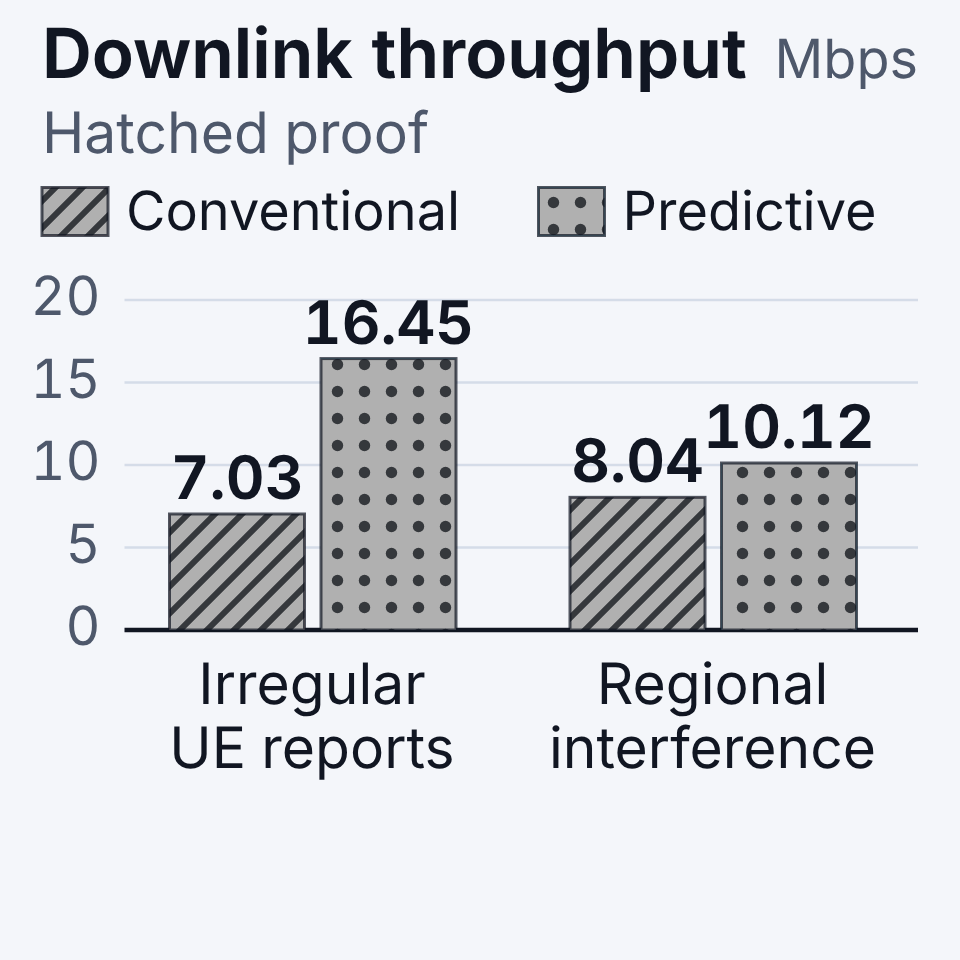 Downlink throughput Mbps
Hatched proof
Conventional Predictive
20
16.45
15
10.12
10
8.04
7.03
5
0
Irregular
UE reports
Regional
interference